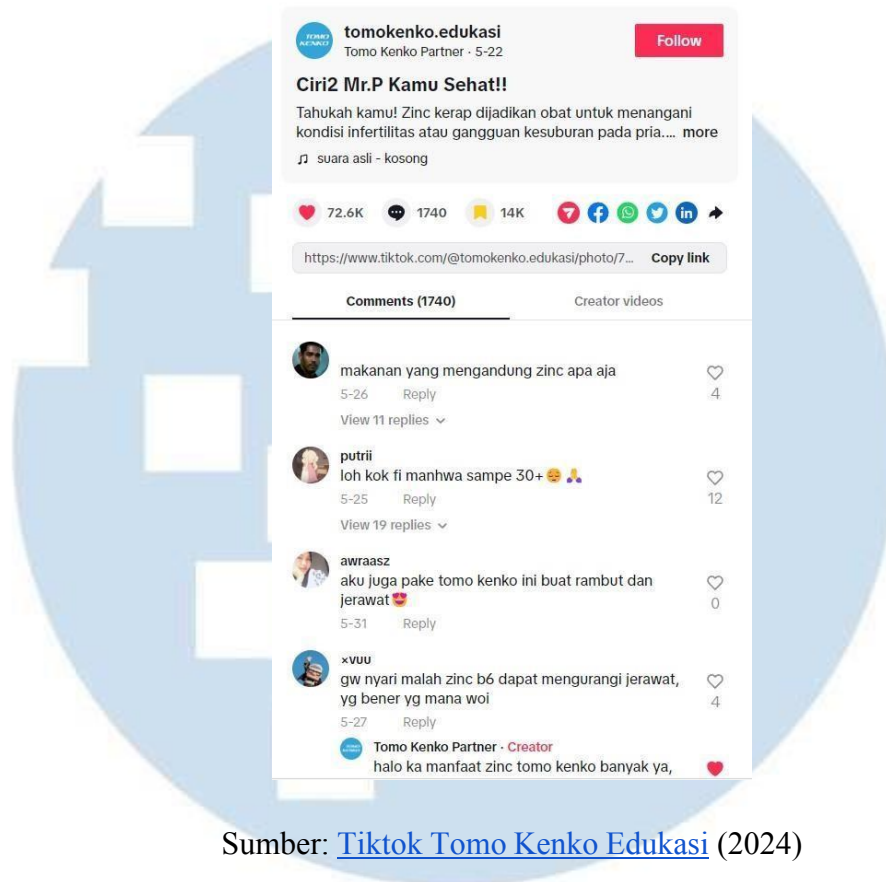 TOMO KENKO
tomokenko.edukasi
Tomo Kenko Partner · 5-22
Follow
Ciri2 Mr.P Kamu Sehat!!
Tahukah kamu! Zinc kerap dijadikan obat untuk menangani
kondisi infertilitas atau gangguan kesuburan pada pria.... more
suara asli - kosong
72.6K 1740 14K
https://www.tiktok.com/@tomokenko.edukasi/photo/7... Copy link
Comments (1740) Creator videos
makanan yang mengandung zinc apa aja
5-26 Reply 4
View 11 replies
putrii
loh kok fi manhwa sampe 30+😌🙏
5-25 Reply 12
View 19 replies
awraasz
aku juga pake tomo kenko ini buat rambut dan
jerawat😍
0
5-31 Reply
×VUU
gw nyari malah zinc b6 dapat mengurangi jerawat,
yg bener yg mana woi
4
5-27 Reply
Tomo Kenko Partner · Creator
halo ka manfaat zinc tomo kenko banyak ya,
Sumber: Tiktok Tomo Kenko Edukasi (2024)